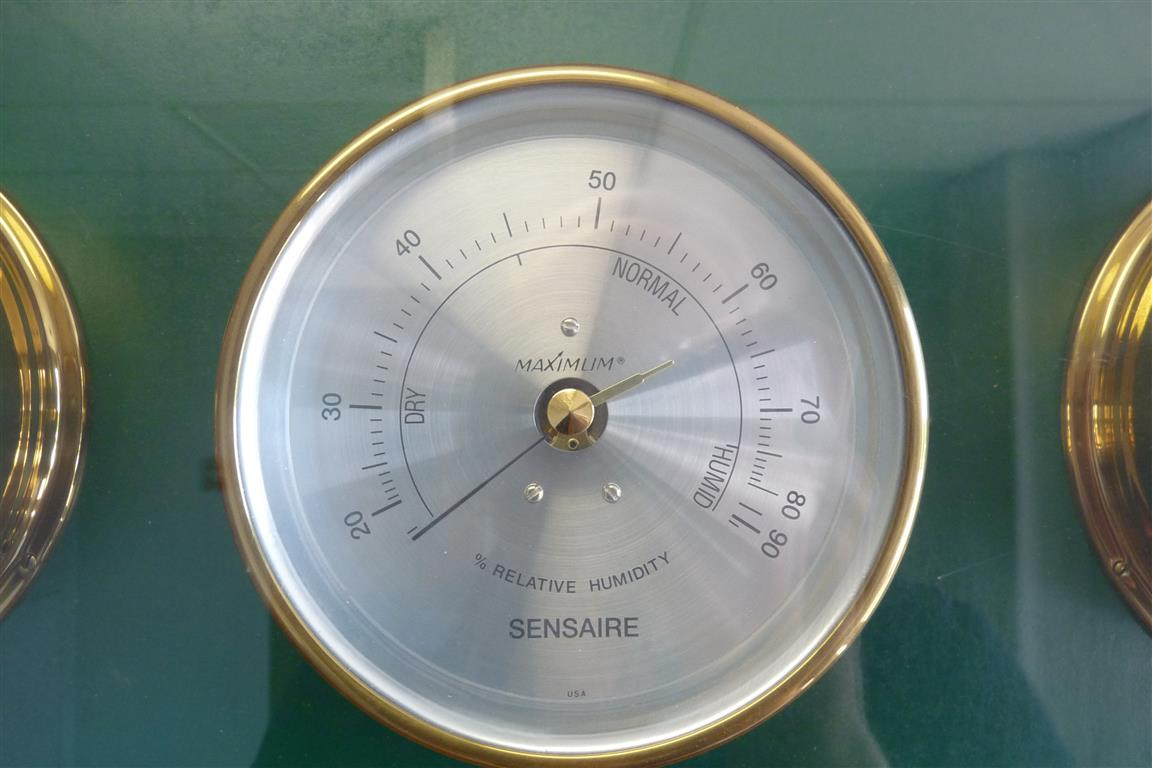 50
40
60
NORMAL
MAXIMUM®
30
DRY
70
HUMID
20
80
90
% RELATIVE HUMIDITY
SENSAIRE
USA